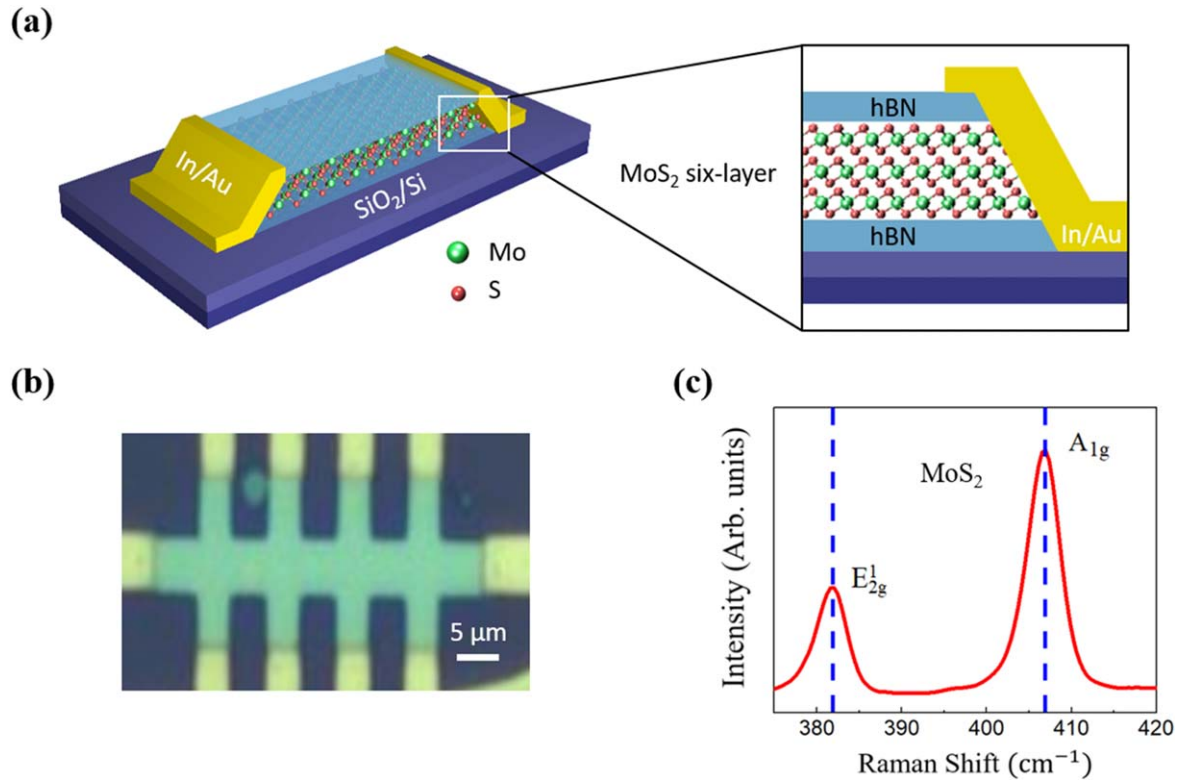 (a)
In/Au
SiO₂/Si
Mo
S
MoS₂ six-layer
hBN
hBN
In/Au
(b)
5 μm
(c)
Intensity (Arb. units)
MoS₂
A₁g
E¹₂g
380
390
400
410
420
Raman Shift (cm⁻¹)